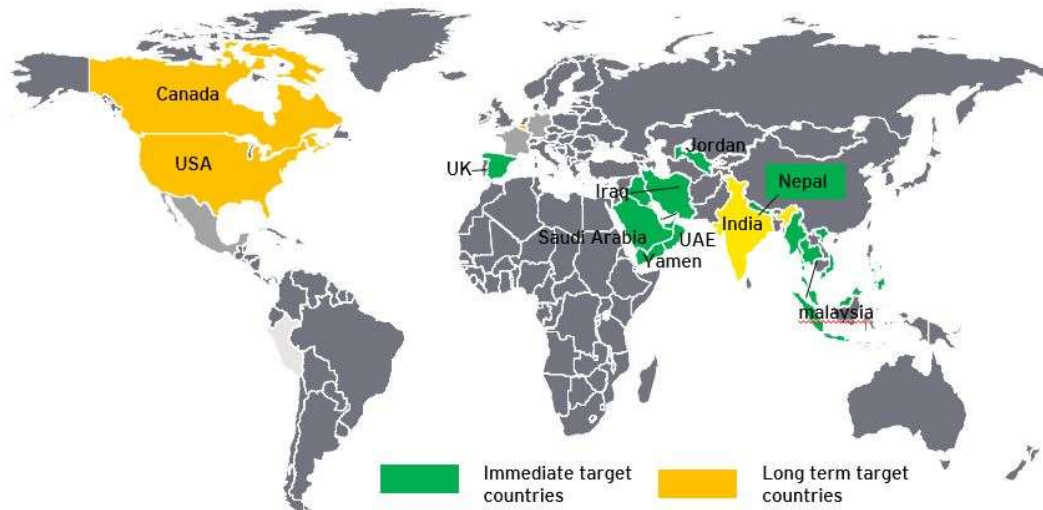 Canada
USA
UK
Jordan
Nepal
Iraq
India
Saudi Arabia
UAE
Yamen
malaysia
Immediate target
countries
Long term target
countries